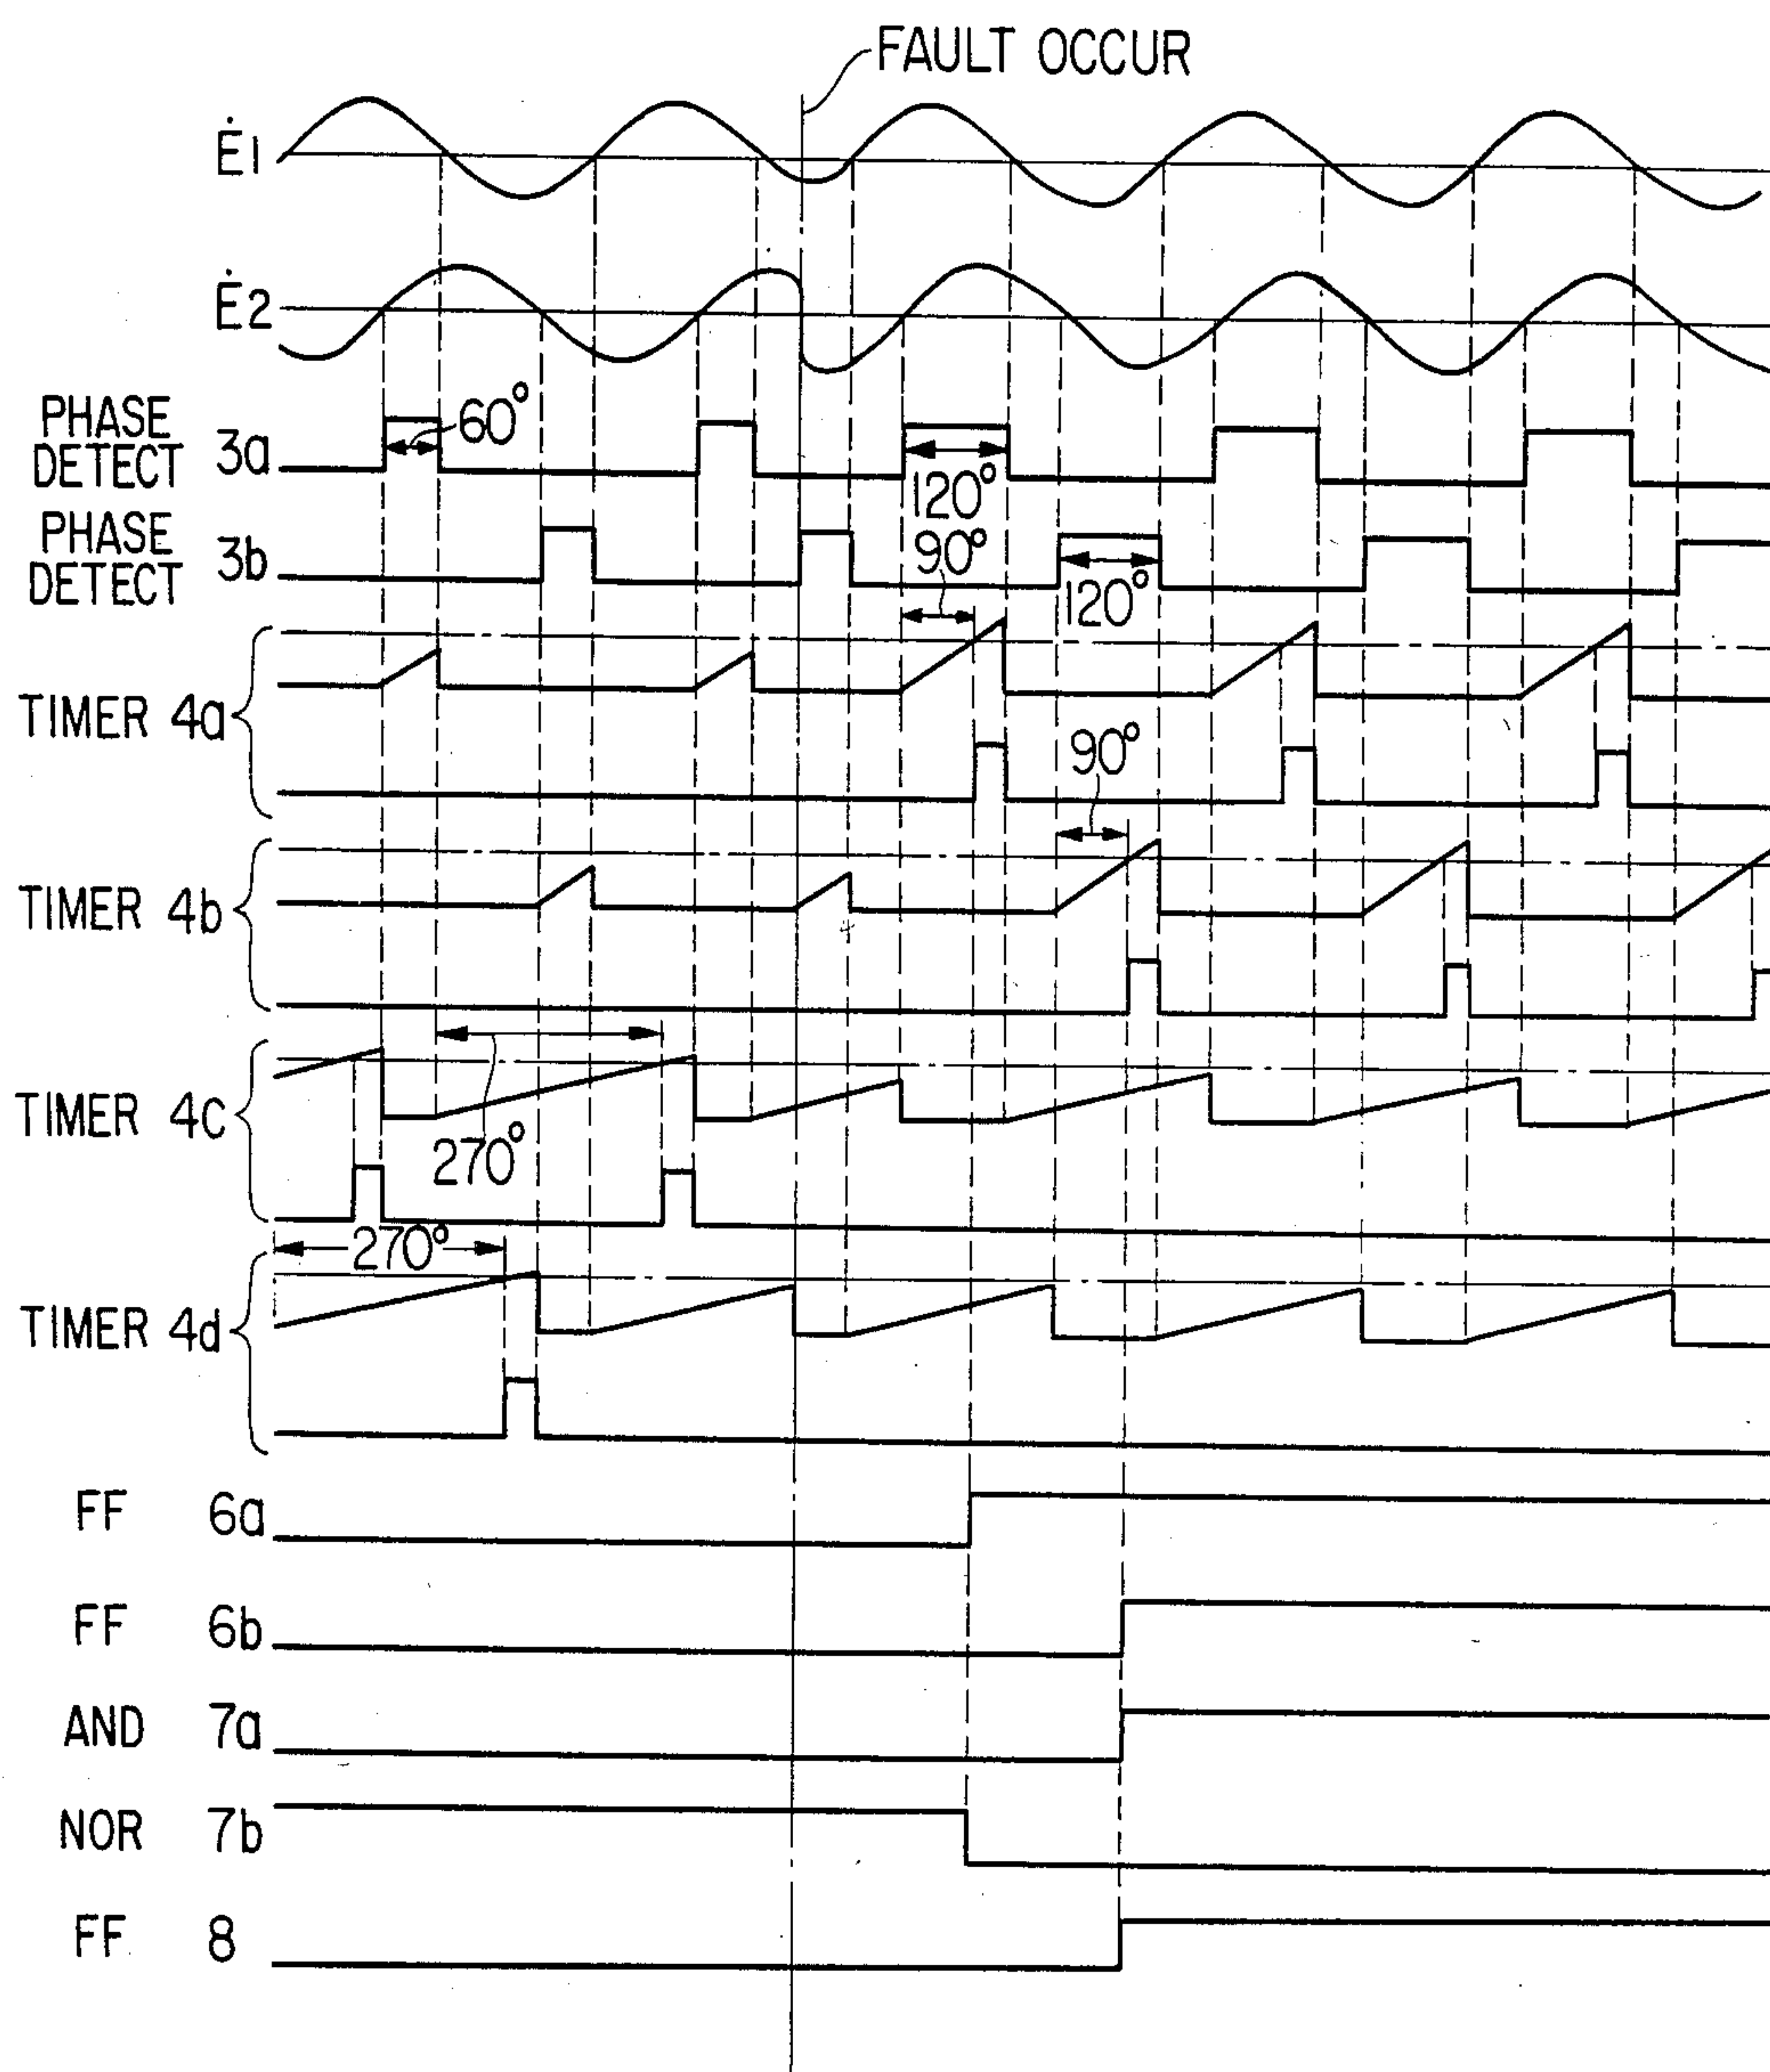 FAULT OCCUR
Ė1
Ė2
PHASE
DETECT 3a
60°
120°
PHASE
DETECT 3b
90°
120°
TIMER 4a
90°
TIMER 4b
TIMER 4c
270°
270°
TIMER 4d
FF 6a
FF 6b
AND 7a
NOR 7b
FF 8